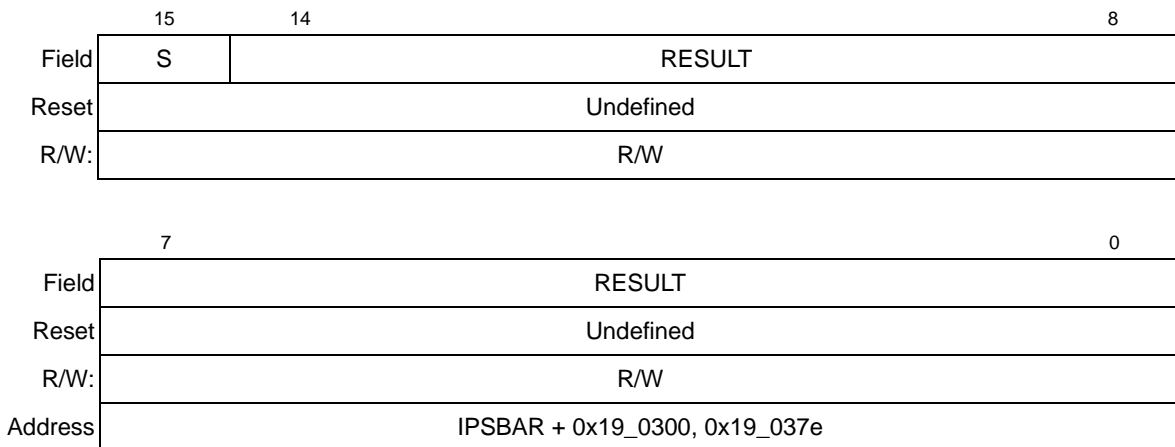 15 14 8
Field S RESULT
Reset Undefined
R/W: R/W
7 0
Field RESULT
Reset Undefined
R/W: R/W
Address IPSBAR + 0x19_0300, 0x19_037e